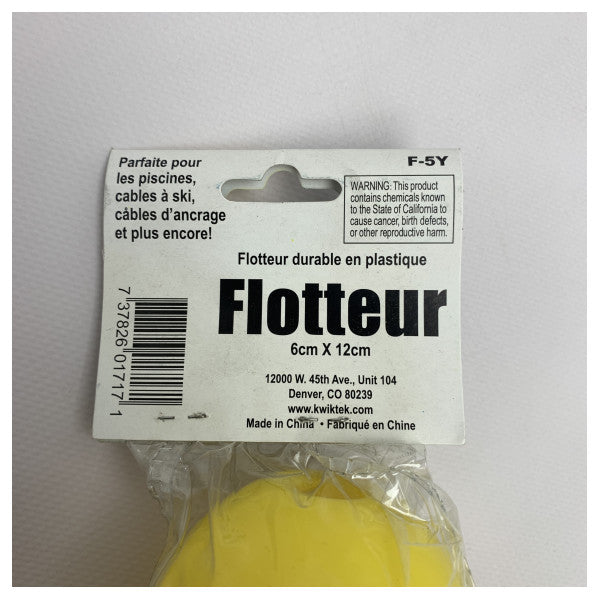 Parfaite pour
les piscines,
cables à ski,
câbles d'ancrage
et plus encore!
F-5Y
WARNING: This product
contains chemicals known
to the State of California to
cause cancer, birth defects,
or other reproductive harm.
Flotteur durable en plastique
Flotteur
6cm X 12cm
12000 W. 45th Ave., Unit 104
Denver, CO 80239
www.kwiktek.com
Made in China • Fabriqué en Chine
7 37826 01717 1